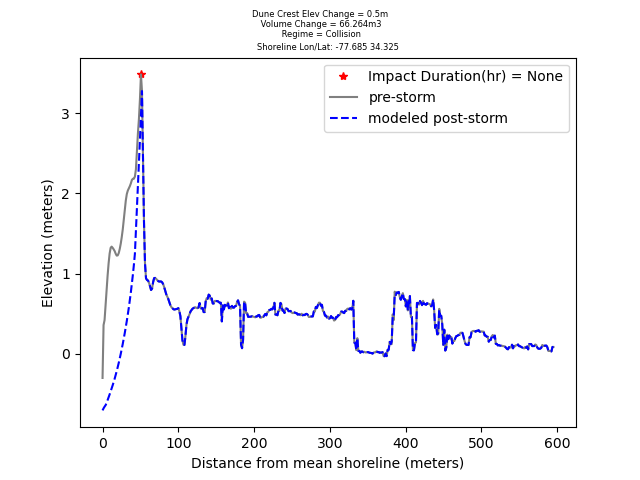 Dune Crest Elev Change = 0.5m
Volume Change = 66.264m3
Regime = Collision
Shoreline Lon/Lat: -77.685 34.325
Impact Duration(hr) = None
pre-storm
modeled post-storm
Elevation (meters)
3
2
1
0
0 100 200 300 400 500 600
Distance from mean shoreline (meters)